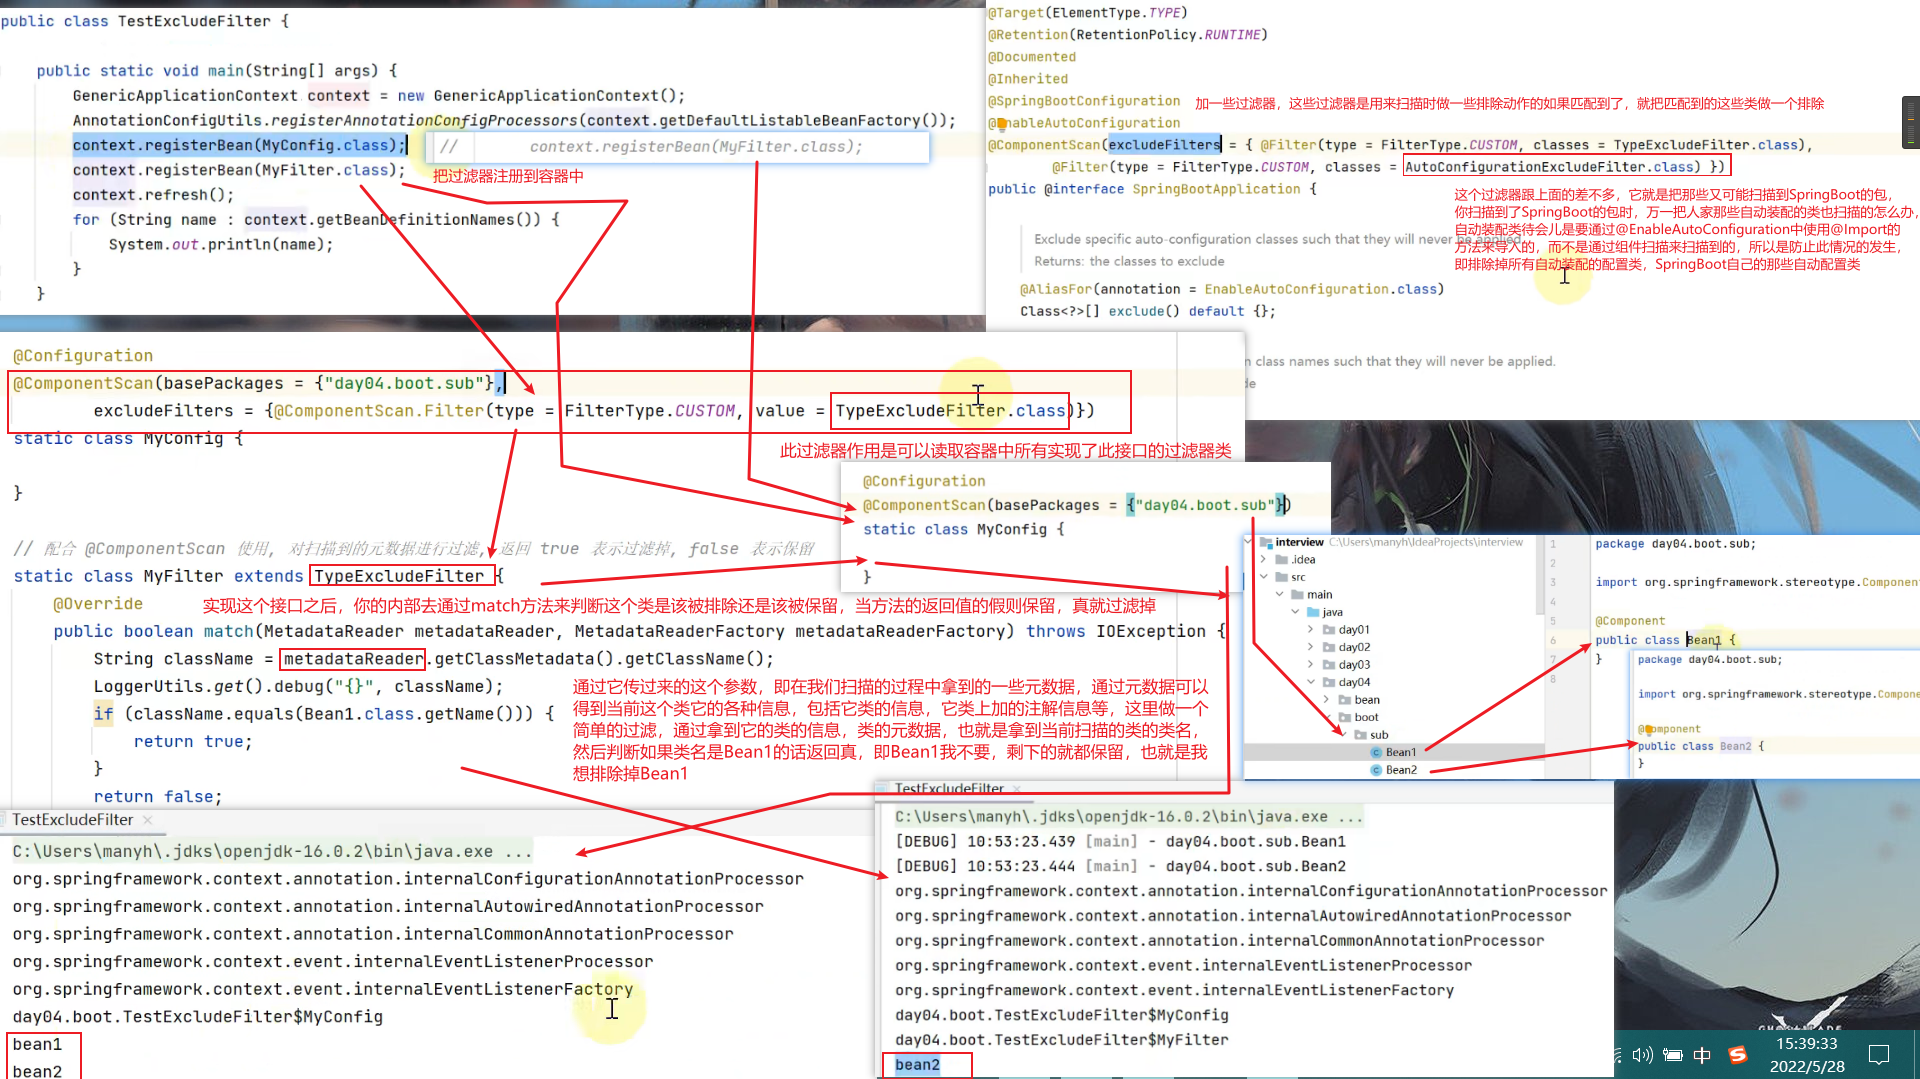 public class TestExcludeFilter {
public static void main(String[] args) {
GenericApplicationContext context = new GenericApplicationContext();
AnnotationConfigUtils.registerAnnotationConfigProcessors(context.getDefaultListableBeanFactory());
context.registerBean(MyConfig.class);
// context.registerBean(MyFilter.class);
context.registerBean(MyFilter.class);
把过滤器注册到容器中
context.refresh();
for (String name : context.getBeanDefinitionNames()) {
System.out.println(name);
}
}
@Target(ElementType.TYPE)
@Retention(RetentionPolicy.RUNTIME)
@Documented
@Inherited
@SpringBootConfiguration
加一些过滤器，这些过滤器是用来扫描时做一些排除动作的如果匹配到了，就把匹配到的这些类做一个排除
@EnableAutoConfiguration
@ComponentScan(excludeFilters = { @Filter(type = FilterType.CUSTOM, classes = TypeExcludeFilter.class),
@Filter(type = FilterType.CUSTOM, classes = AutoConfigurationExcludeFilter.class) })
public @interface SpringBootApplication {
这个过滤器跟上面的差不多，它就是把那些又可能扫描到SpringBoot的包，
你扫描到了SpringBoot的包时，万一把人家那些自动装配的类也扫描的怎么办，
自动装配类待会儿是要通过@EnableAutoConfiguration中使用@Import的
方法来导入的，而不是通过组件扫描来扫描到的，所以是防止此情况的发生，
即排除掉所有自动装配的配置类，SpringBoot自己的那些自动配置类
Exclude specific auto-configuration classes such that they will never be applied.
Returns: the classes to exclude
@AliasFor(annotation = EnableAutoConfiguration.class)
Class<?>[] exclude() default {};
n class names such that they will never be applied.
de
@Configuration
@ComponentScan(basePackages = {"day04.boot.sub"},
excludeFilters = {@ComponentScan.Filter(type = FilterType.CUSTOM, value = TypeExcludeFilter.class)})
static class MyConfig {
此过滤器作用是可以读取容器中所有实现了此接口的过滤器类
}
@Configuration
@ComponentScan(basePackages = {"day04.boot.sub"})
static class MyConfig {
}
// 配合 @ComponentScan 使用, 对扫描到的元数据进行过滤, 返回 true 表示过滤掉, false 表示保留
static class MyFilter extends TypeExcludeFilter {
@Override
实现这个接口之后，你的内部去通过match方法来判断这个类是该被排除还是该被保留，当方法的返回值的假则保留，真就过滤掉
public boolean match(MetadataReader metadataReader, MetadataReaderFactory metadataReaderFactory) throws IOException {
String className = metadataReader.getClassMetadata().getClassName();
LoggerUtils.get().debug("{}", className);
if (className.equals(Bean1.class.getName())) {
return true;
}
return false;
通过它传过来的这个参数，即在我们扫描的过程中拿到的一些元数据，通过元数据可以
得到当前这个类它的各种信息，包括它类的信息，它类上加的注解信息等，这里做一个
简单的过滤，通过拿到它的类的信息，类的元数据，也就是拿到当前扫描的类的类名，
然后判断如果类名是Bean1的话返回真，即Bean1我不要，剩下的就都保留，也就是我
想排除掉Bean1
interview C:\Users\manyh\IdeaProjects\interview
.idea
src
main
java
day01
day02
day03
day04
bean
boot
sub
Bean1
Bean2
1 package day04.boot.sub;
2
3 import org.springframework.stereotype.Component
4
5 @Component
6 public class Bean1 {
7 }
8
package day04.boot.sub;
import org.springframework.stereotype.Compone
@Component
public class Bean2 {
}
TestExcludeFilter
C:\Users\manyh\.jdks\openjdk-16.0.2\bin\java.exe ...
org.springframework.context.annotation.internalConfigurationAnnotationProcessor
org.springframework.context.annotation.internalAutowiredAnnotationProcessor
org.springframework.context.annotation.internalCommonAnnotationProcessor
org.springframework.context.event.internalEventListenerProcessor
org.springframework.context.event.internalEventListenerFactory
day04.boot.TestExcludeFilter$MyConfig
bean1
bean2
TestExcludeFilter
C:\Users\manyh\.jdks\openjdk-16.0.2\bin\java.exe ...
[DEBUG] 10:53:23.439 [main] - day04.boot.sub.Bean1
[DEBUG] 10:53:23.444 [main] - day04.boot.sub.Bean2
org.springframework.context.annotation.internalConfigurationAnnotationProcessor
org.springframework.context.annotation.internalAutowiredAnnotationProcessor
org.springframework.context.annotation.internalCommonAnnotationProcessor
org.springframework.context.event.internalEventListenerProcessor
org.springframework.context.event.internalEventListenerFactory
day04.boot.TestExcludeFilter$MyConfig
day04.boot.TestExcludeFilter$MyFilter
bean2
中
15:39:33
2022/5/28